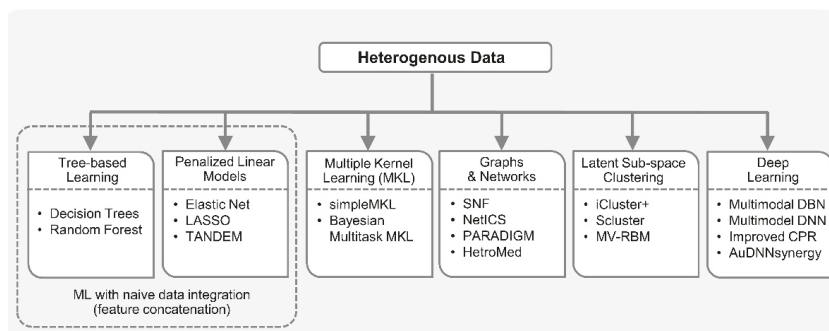 Heterogenous Data
Tree-based
Learning
• Decision Trees
• Random Forest
Penalized Linear
Models
• Elastic Net
• LASSO
• TANDEM
ML with naive data integration
(feature concatenation)
Multiple Kernel
Learning (MKL)
• simpleMKL
• Bayesian
Multitask MKL
Graphs
& Networks
• SNF
• NetICS
• PARADIGM
• HetroMed
Latent Sub-space
Clustering
• iCluster+
• Scluster
• MV-RBM
Deep
Learning
• Multimodal DBN
• Multimodel DNN
• Improved CPR
• AuDNNsynergy